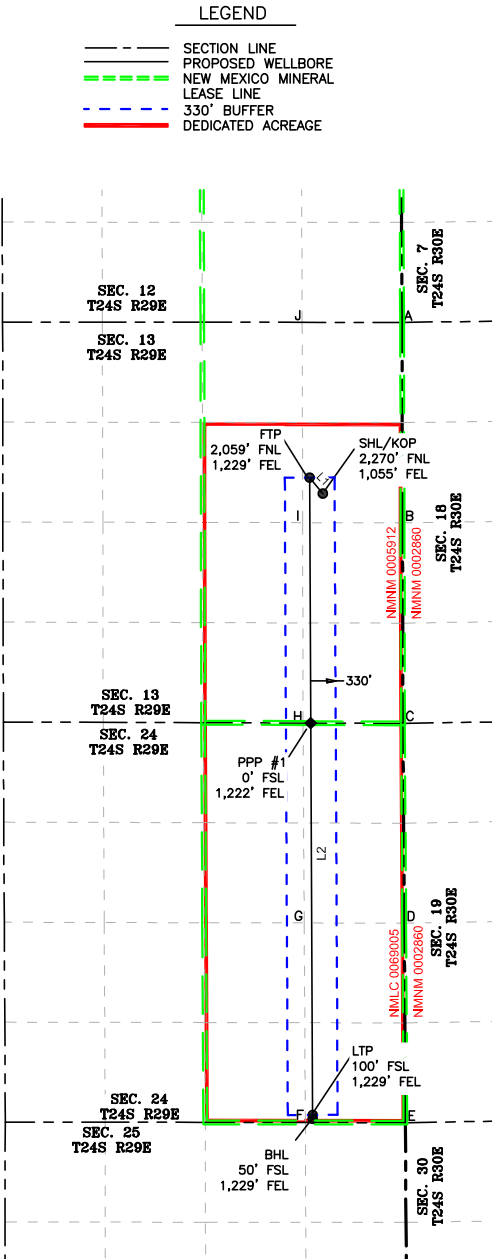 LEGEND
SECTION LINE
PROPOSED WELLBORE
NEW MEXICO MINERAL
LEASE LINE
330' BUFFER
DEDICATED ACREAGE
SEC. 7
T24S R30E
SEC. 12
T24S R29E
J
A
SEC. 13
T24S R29E
FTP
2,059' FNL
1,229' FEL
SHL/KOP
2,270' FNL
1,055' FEL
L1
I
B
SEC. 18
T24S R30E
NMNM 0005912
NMNM 0002860
330'
SEC. 13
T24S R29E
H
C
SEC. 24
T24S R29E
PPP #1
0' FSL
1,222' FEL
L2
G
D
SEC. 19
T24S R30E
NMLC 0069005
NMNM 0002860
LTP
100' FSL
1,229' FEL
SEC. 24
T24S R29E
F
E
SEC. 25
T24S R29E
BHL
50' FSL
1,229' FEL
SEC. 30
T24S R30E